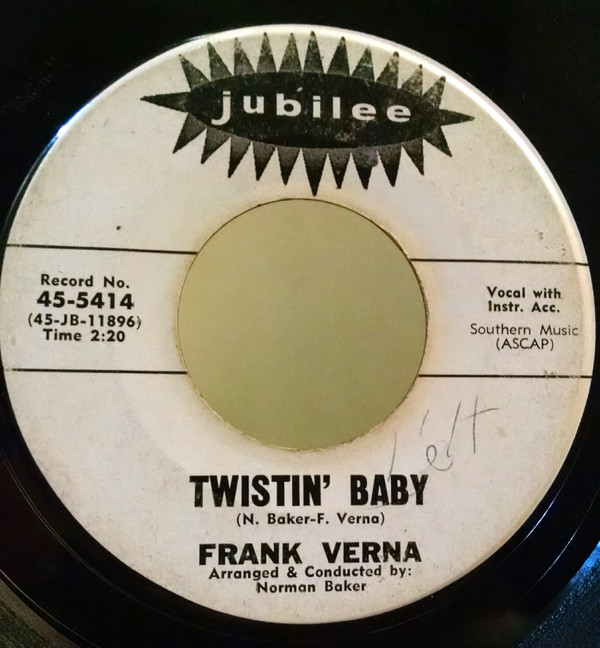 jubilee
Record No.
45-5414
(45-JB-11896)
Time 2:20
Vocal with
Instr. Acc.
Southern Music
(ASCAP)
TWISTIN' BABY
(N. Baker-F. Verna)
FRANK VERNA
Arranged & Conducted by:
Norman Baker